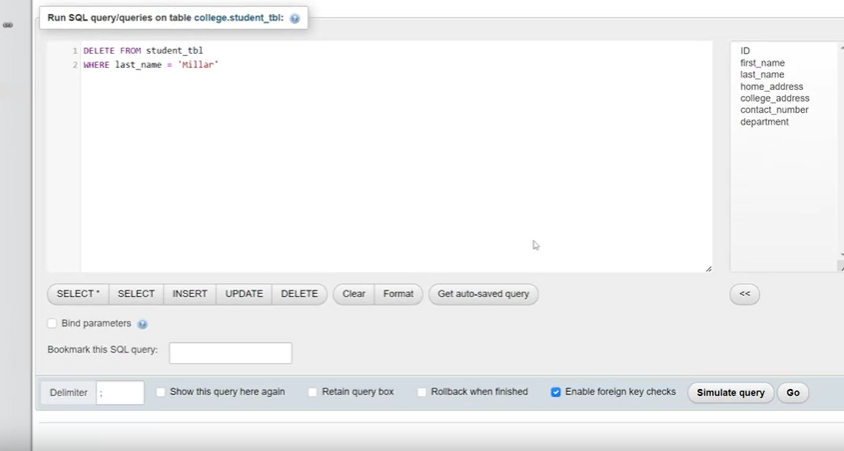 Run SQL query/queries on table college.student_tbl:
1 DELETE FROM student_tbl
2 WHERE last_name = 'Millar'
ID
first_name
last_name
home_address
college_address
contact_number
department
SELECT * SELECT INSERT UPDATE DELETE Clear Format Get auto-saved query <<
Bind parameters
Bookmark this SQL query:
Delimiter ; Show this query here again Retain query box Rollback when finished Enable foreign key checks Simulate query Go